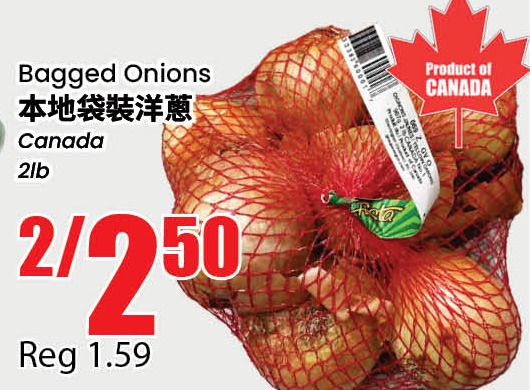 Bagged Onions
本地袋裝洋蔥
Canada
2lb
2/2.50
Reg 1.59
Product of
CANADA